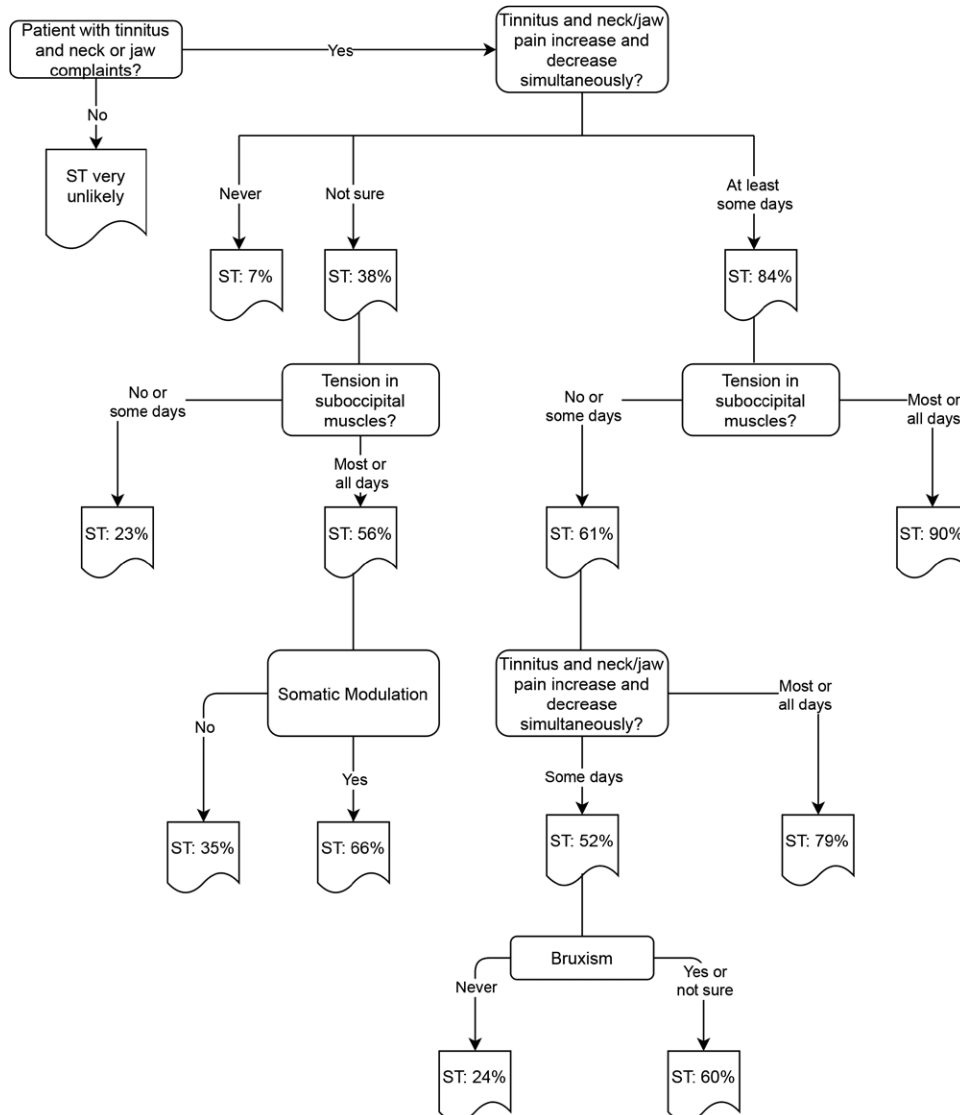 Patient with tinnitus
and neck or jaw
complaints?
Yes
Tinnitus and neck/jaw
pain increase and
decrease
simultaneously?
No
ST very
unlikely
Never
Not sure
At least
some days
ST: 7%
ST: 38%
ST: 84%
No or
some days
Tension in
suboccipital
muscles?
Most or
all days
No or
some days
Tension in
suboccipital
muscles?
Most or
all days
ST: 23%
ST: 56%
ST: 61%
ST: 90%
Somatic Modulation
No
Yes
Tinnitus and neck/jaw
pain increase and
decrease
simultaneously?
Most or
all days
Some days
ST: 35%
ST: 66%
ST: 52%
ST: 79%
Bruxism
Never
Yes or
not sure
ST: 24%
ST: 60%